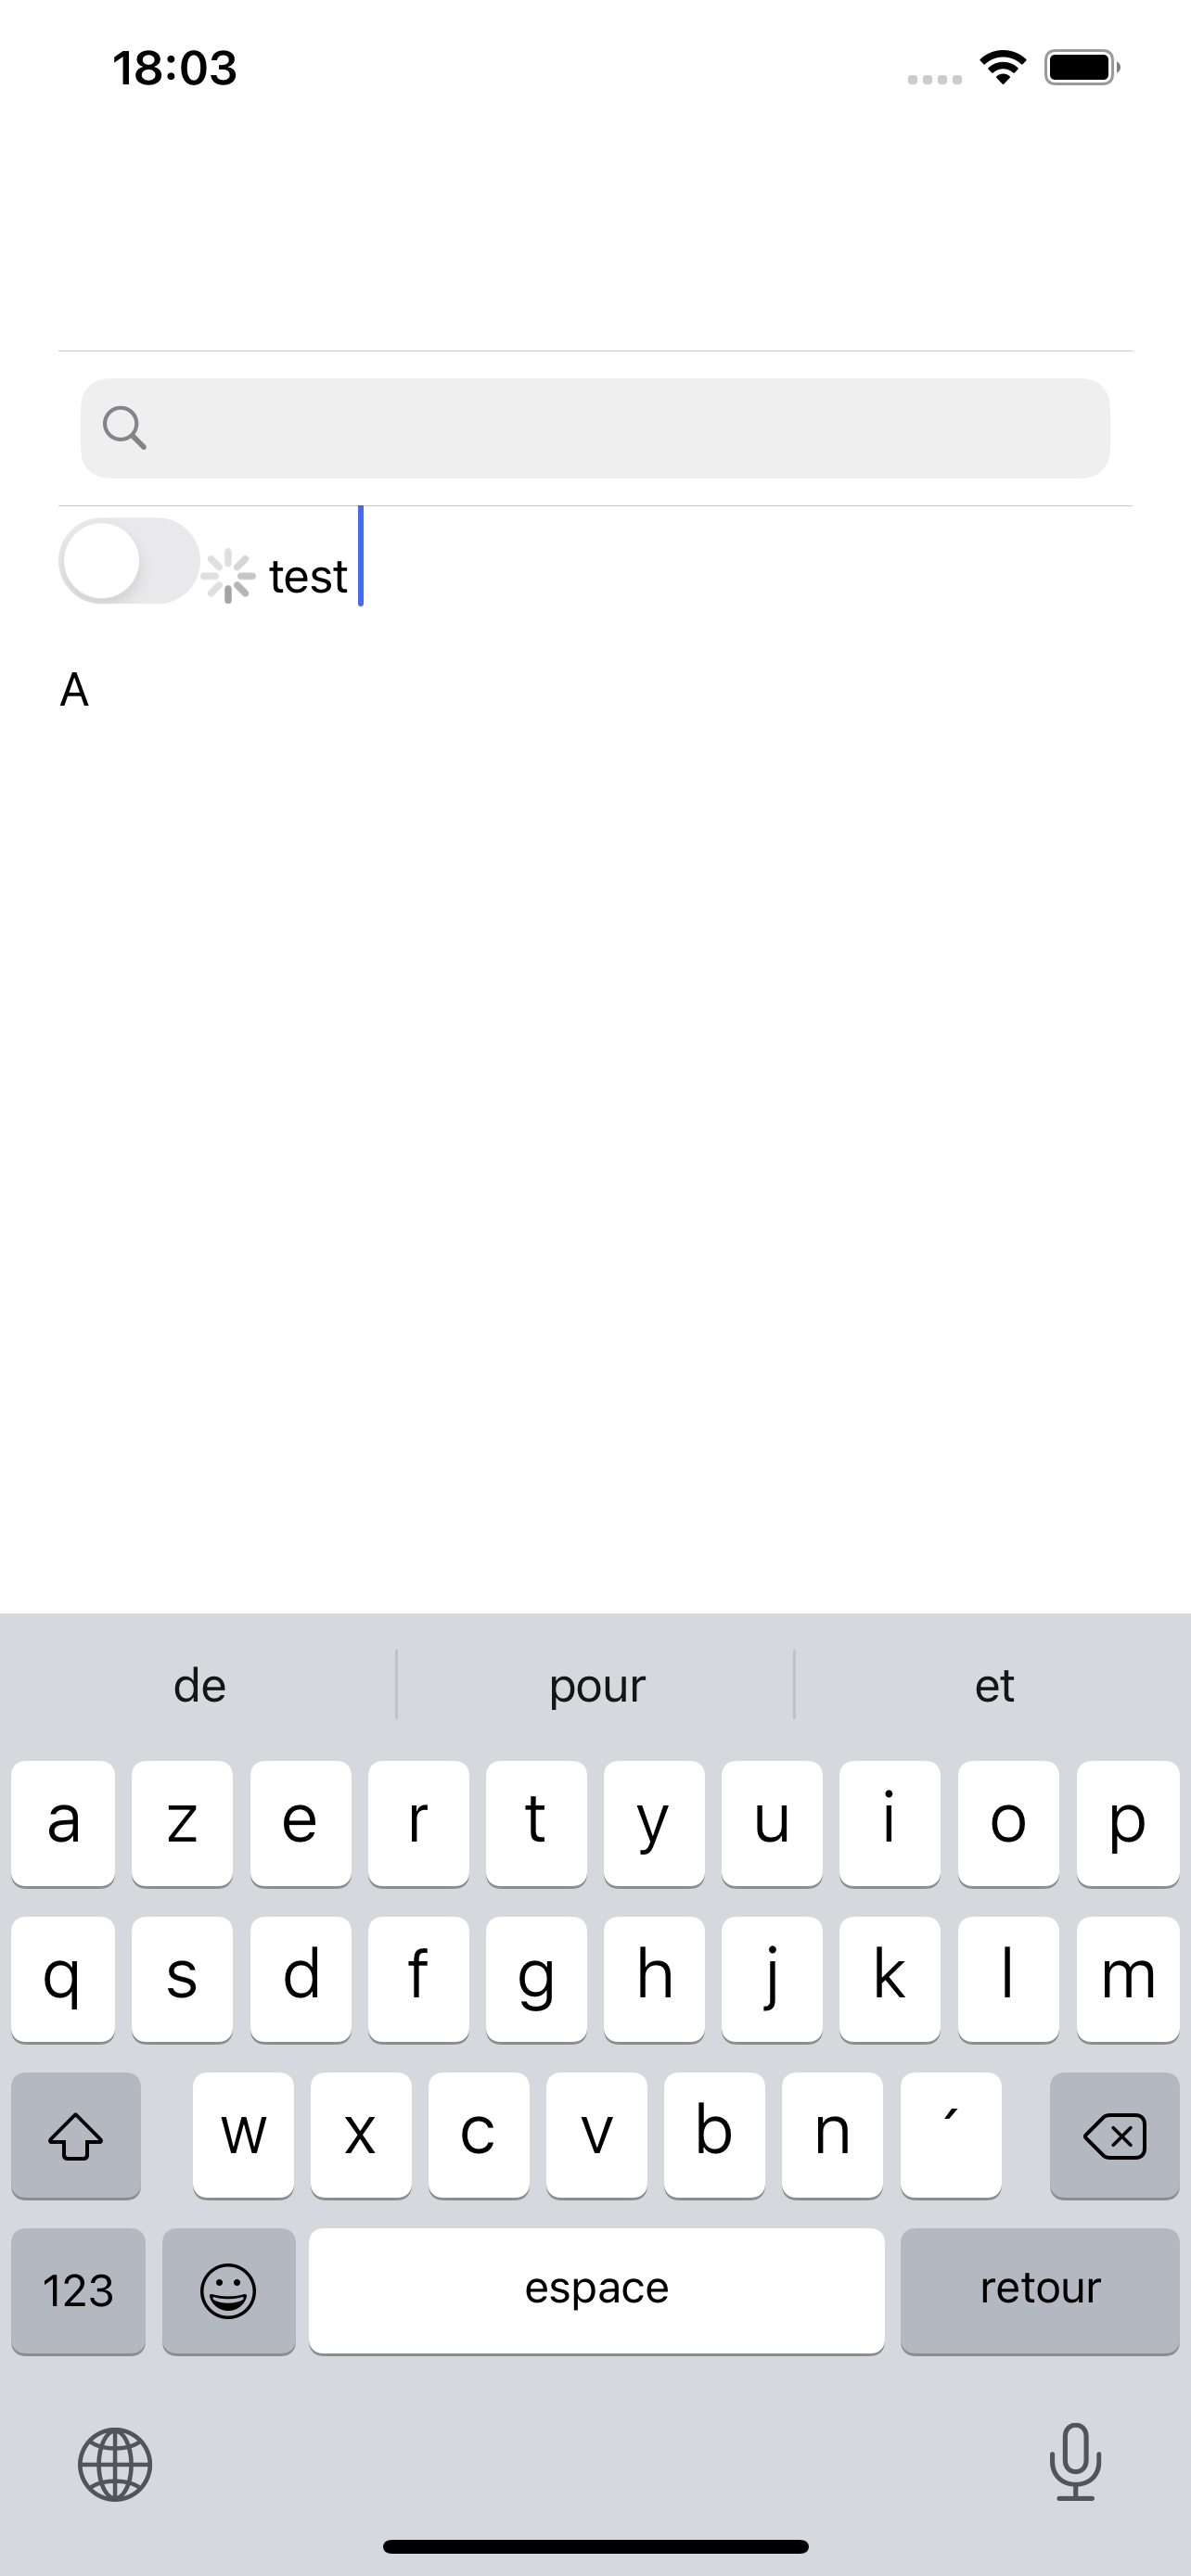 18:03
test
A
de pour et
a z e r t y u i o p
q s d f g h j k l m
w x c v b n ´
123 espace retour